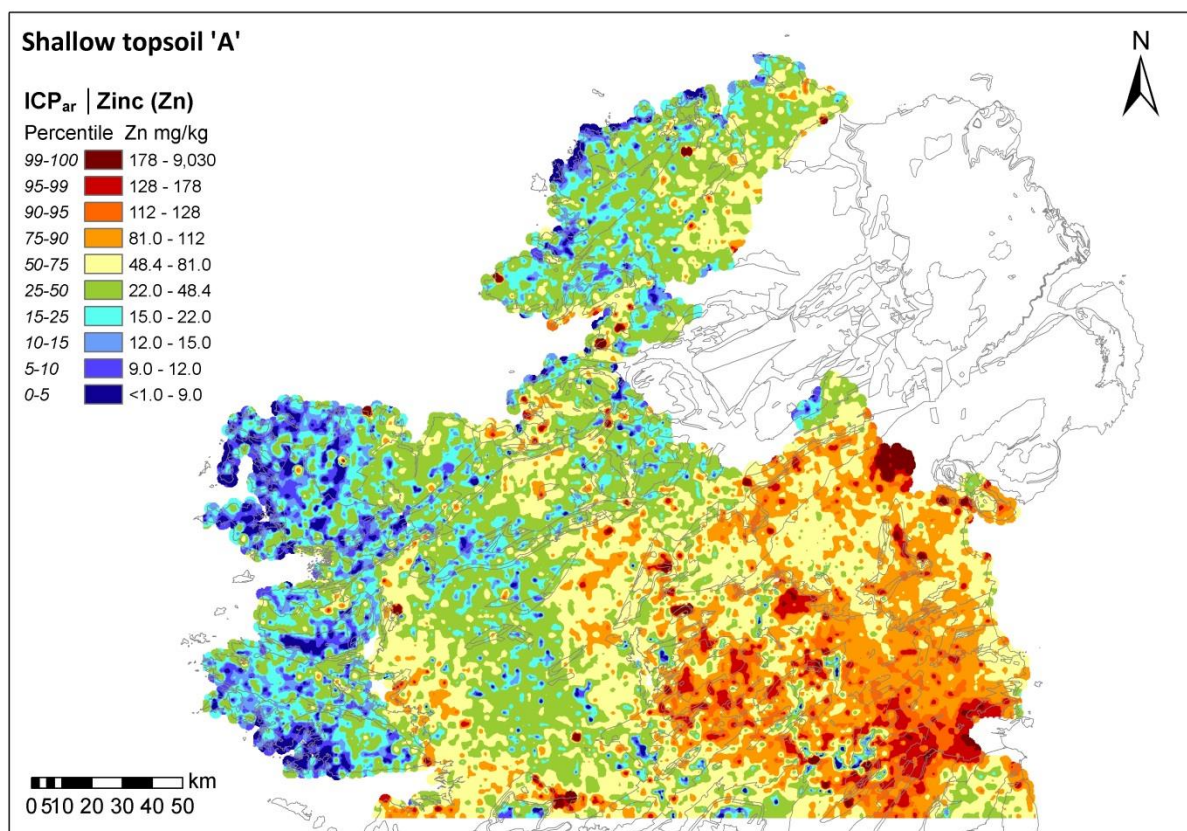 Shallow topsoil 'A'
N
ICPar | Zinc (Zn)
Percentile Zn mg/kg
99-100 178 - 9,030
95-99 128 - 178
90-95 112 - 128
75-90 81.0 - 112
50-75 48.4 - 81.0
25-50 22.0 - 48.4
15-25 15.0 - 22.0
10-15 12.0 - 15.0
5-10 9.0 - 12.0
0-5 <1.0 - 9.0
km
0 5 10 20 30 40 50